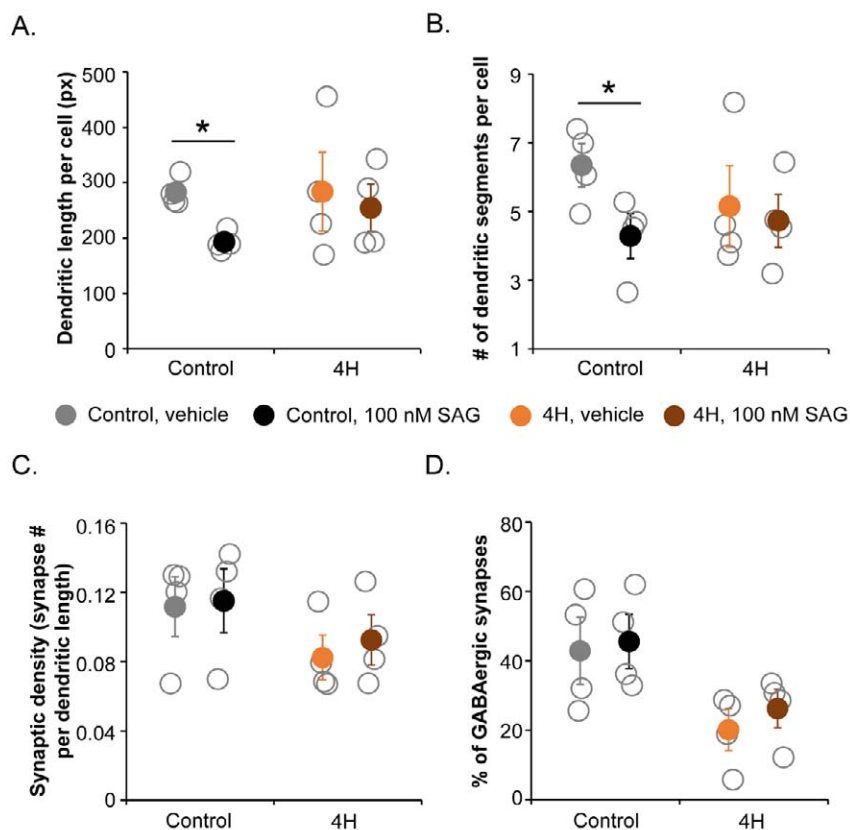 A.
Dendritic length per cell (px)
500
400
300
200
100
0
*
Control
4H
B.
# of dendritic segments per cell
9
7
5
3
1
*
Control
4H
Control, vehicle
Control, 100 nM SAG
4H, vehicle
4H, 100 nM SAG
C.
Synaptic density (synapse #
per dendritic length)
0.16
0.12
0.08
0.04
0
Control
4H
D.
% of GABAergic synapses
80
60
40
20
0
Control
4H